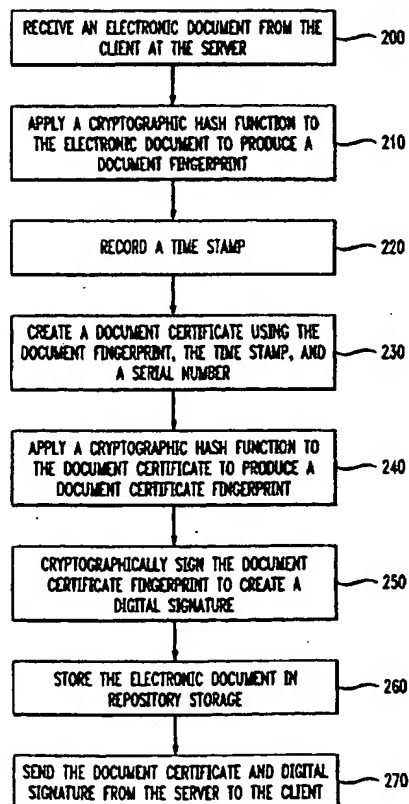 RECEIVE AN ELECTRONIC DOCUMENT FROM THE
CLIENT AT THE SERVER
200
APPLY A CRYPTOGRAPHIC HASH FUNCTION TO
THE ELECTRONIC DOCUMENT TO PRODUCE A
DOCUMENT FINGERPRINT
210
RECORD A TIME STAMP
220
CREATE A DOCUMENT CERTIFICATE USING THE
DOCUMENT FINGERPRINT, THE TIME STAMP, AND
A SERIAL NUMBER
230
APPLY A CRYPTOGRAPHIC HASH FUNCTION TO
THE DOCUMENT CERTIFICATE TO PRODUCE A
DOCUMENT CERTIFICATE FINGERPRINT
240
CRYPTOGRAPHICALLY SIGN THE DOCUMENT
CERTIFICATE FINGERPRINT TO CREATE A
DIGITAL SIGNATURE
250
STORE THE ELECTRONIC DOCUMENT IN
REPOSITORY STORAGE
260
SEND THE DOCUMENT CERTIFICATE AND DIGITAL
SIGNATURE FROM THE SERVER TO THE CLIENT
270